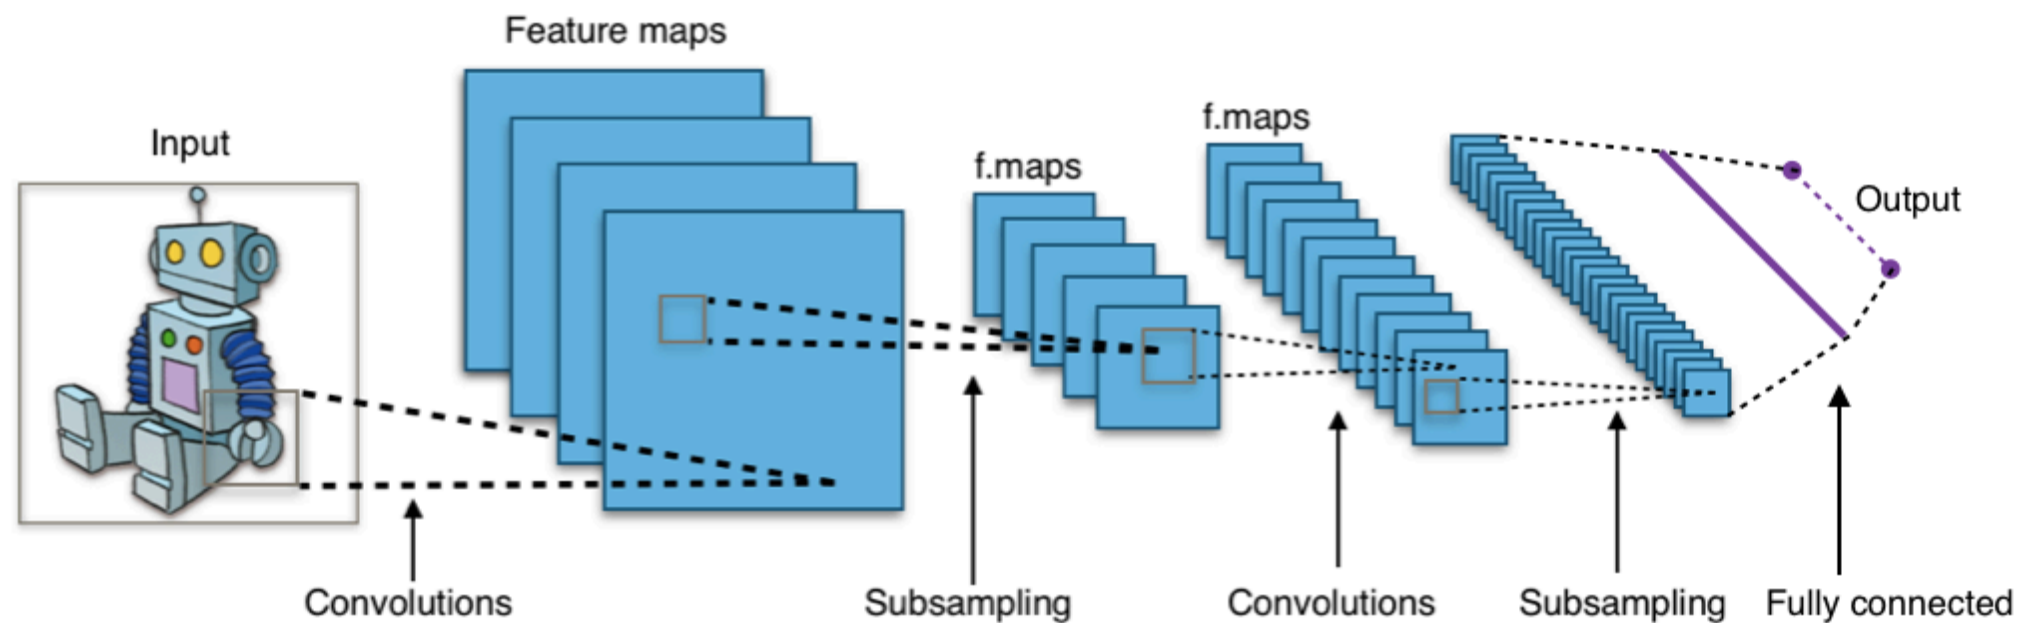 Feature maps
Input
f.maps
f.maps
Output
Convolutions
Subsampling
Convolutions
Subsampling
Fully connected